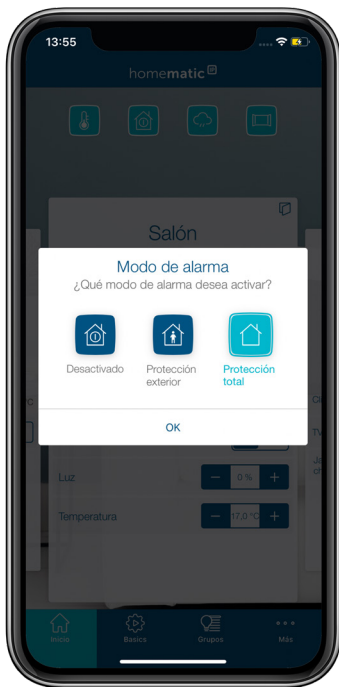 13:55
homematic IP
Salón
Modo de alarma
¿Qué modo de alarma desea activar?
Desactivado
Protección
exterior
Protección
total
OK
Luz
0 %
Temperatura
17,0 °C
Inicio
Basics
Grupos
Más